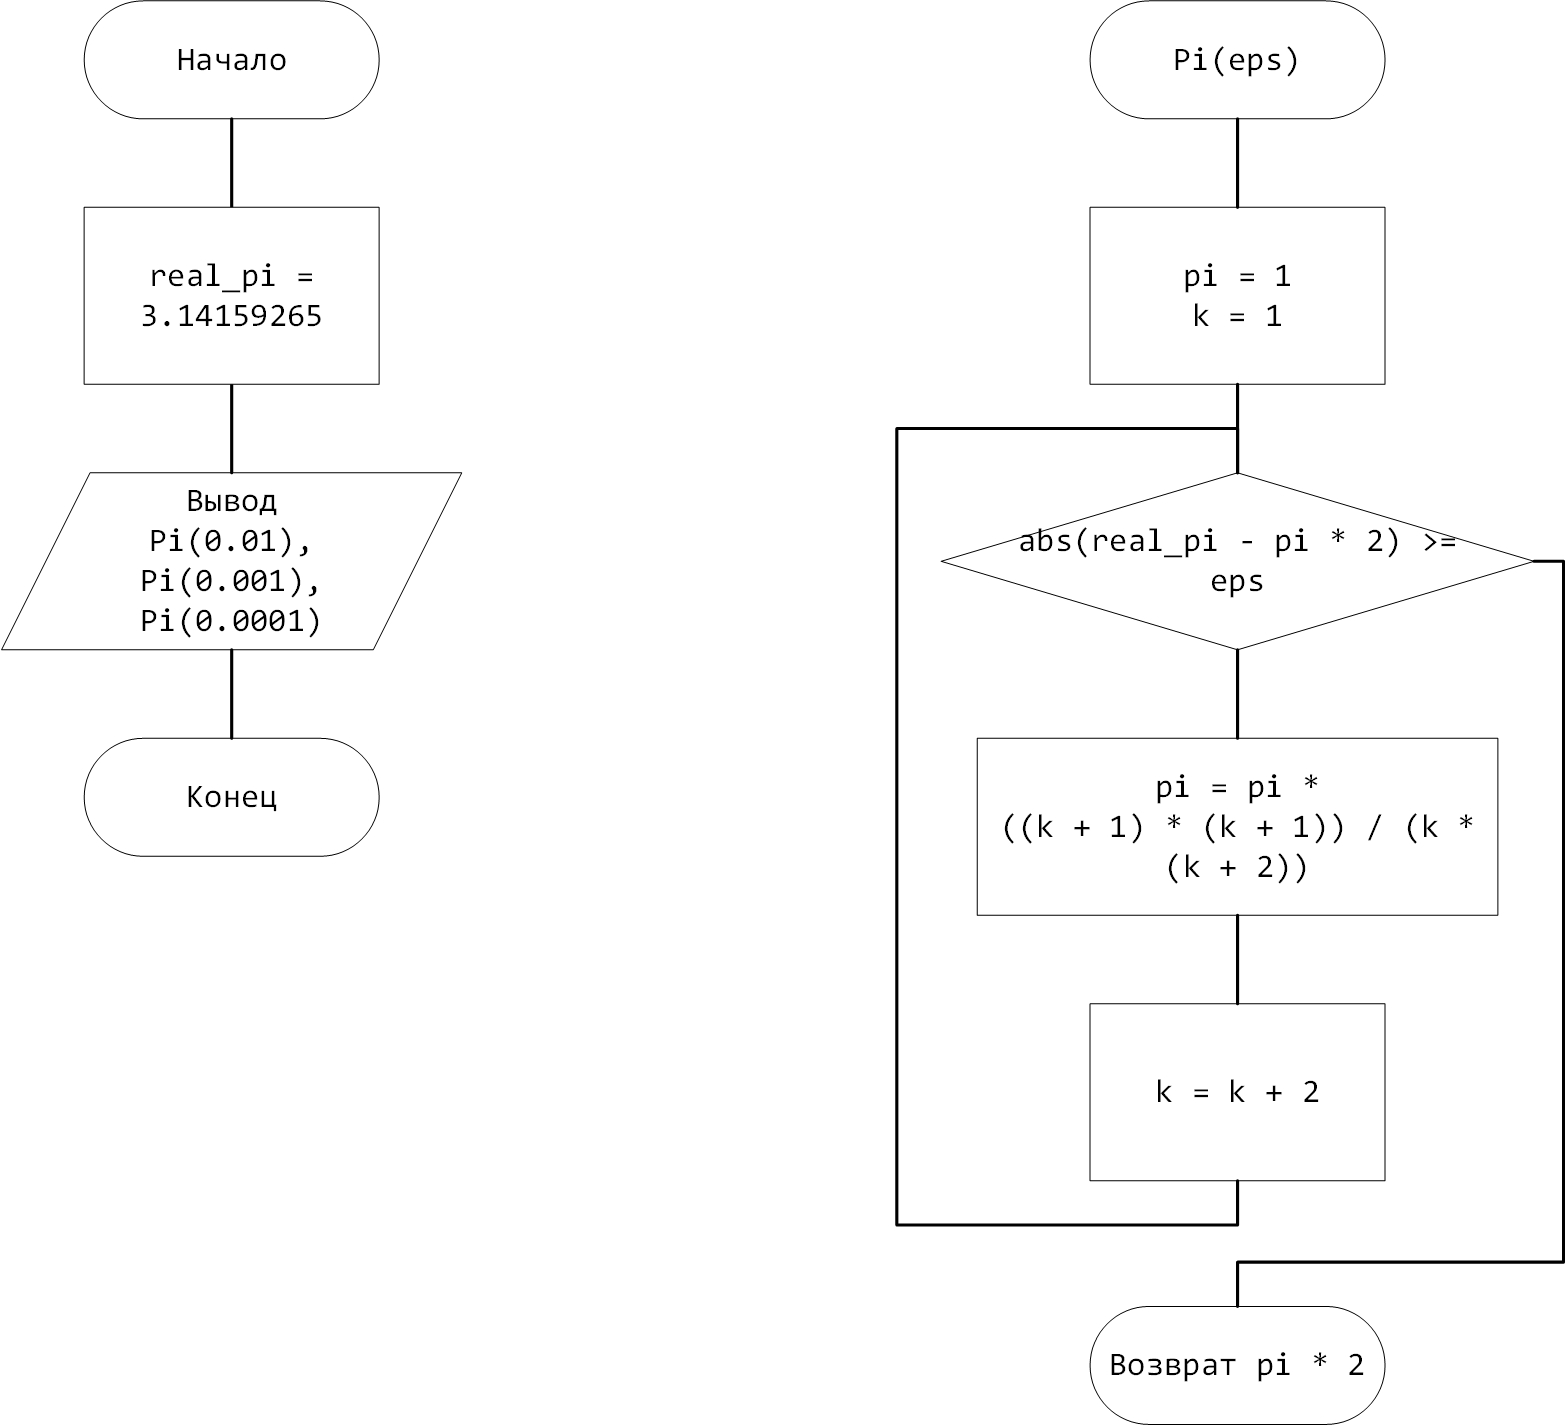 Начало
real_pi =
3.14159265
Вывод
Pi(0.01),
Pi(0.001),
Pi(0.0001)
Конец
Pi(eps)
pi = 1
k = 1
abs(real_pi - pi * 2) >=
eps
pi = pi *
((k + 1) * (k + 1)) / (k *
(k + 2))
k = k + 2
Возврат pi * 2